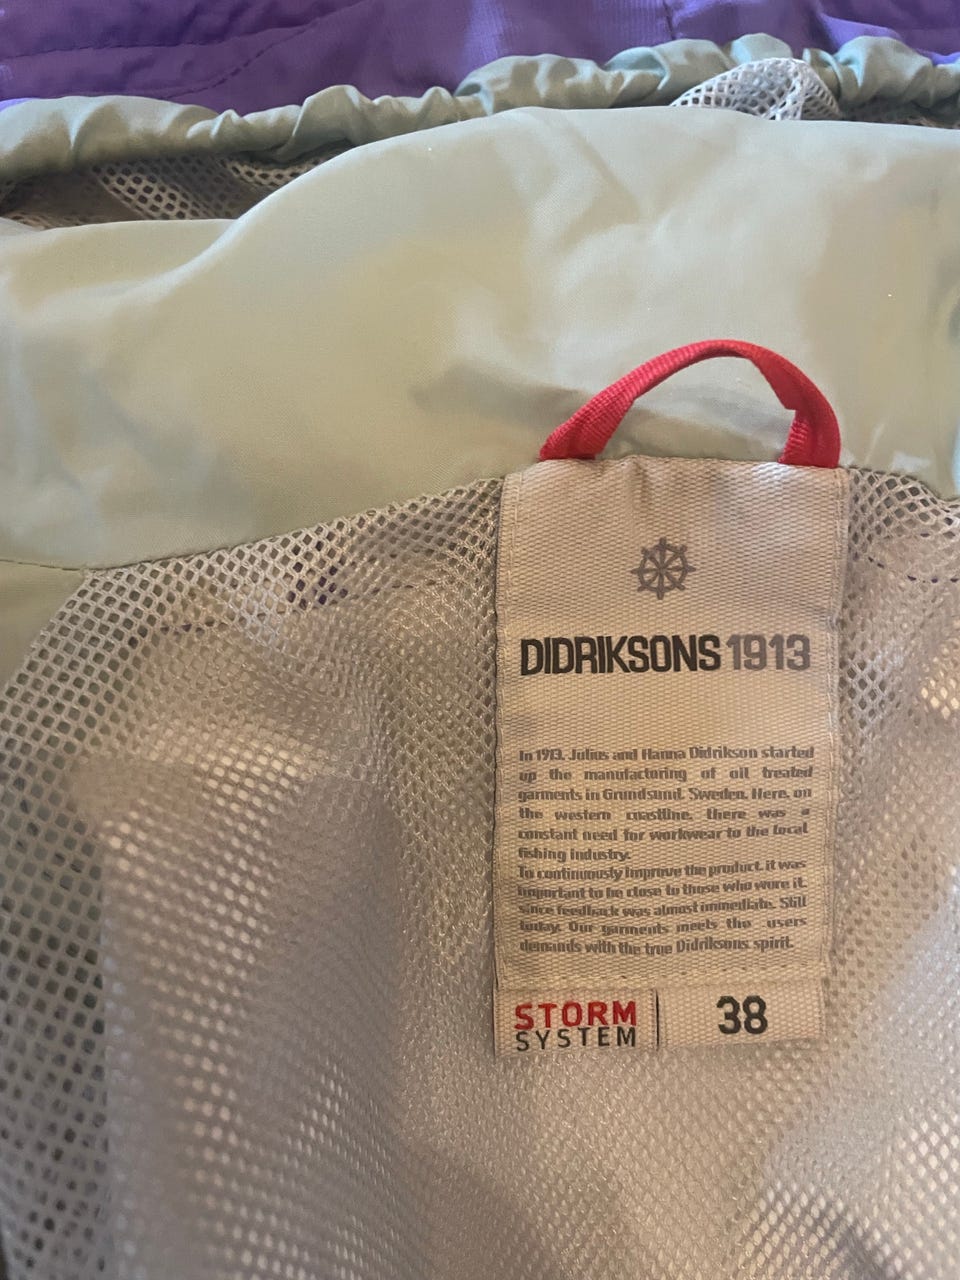 DIDRIKSONS 1913
In 1913, Julius and Hanna Didrikson started
up the manufactoring of oil treated
garments in Grundsund, Sweden. Here, on
the western coastline, there was a
constant need for workwear to the local
fishing industry.
To continuously improve the product, it was
important to be close to those who wore it,
since feedback was almost immediate. Still
today, Our garments meets the users
demands with the true Didriksons spirit.
STORM
SYSTEM
38